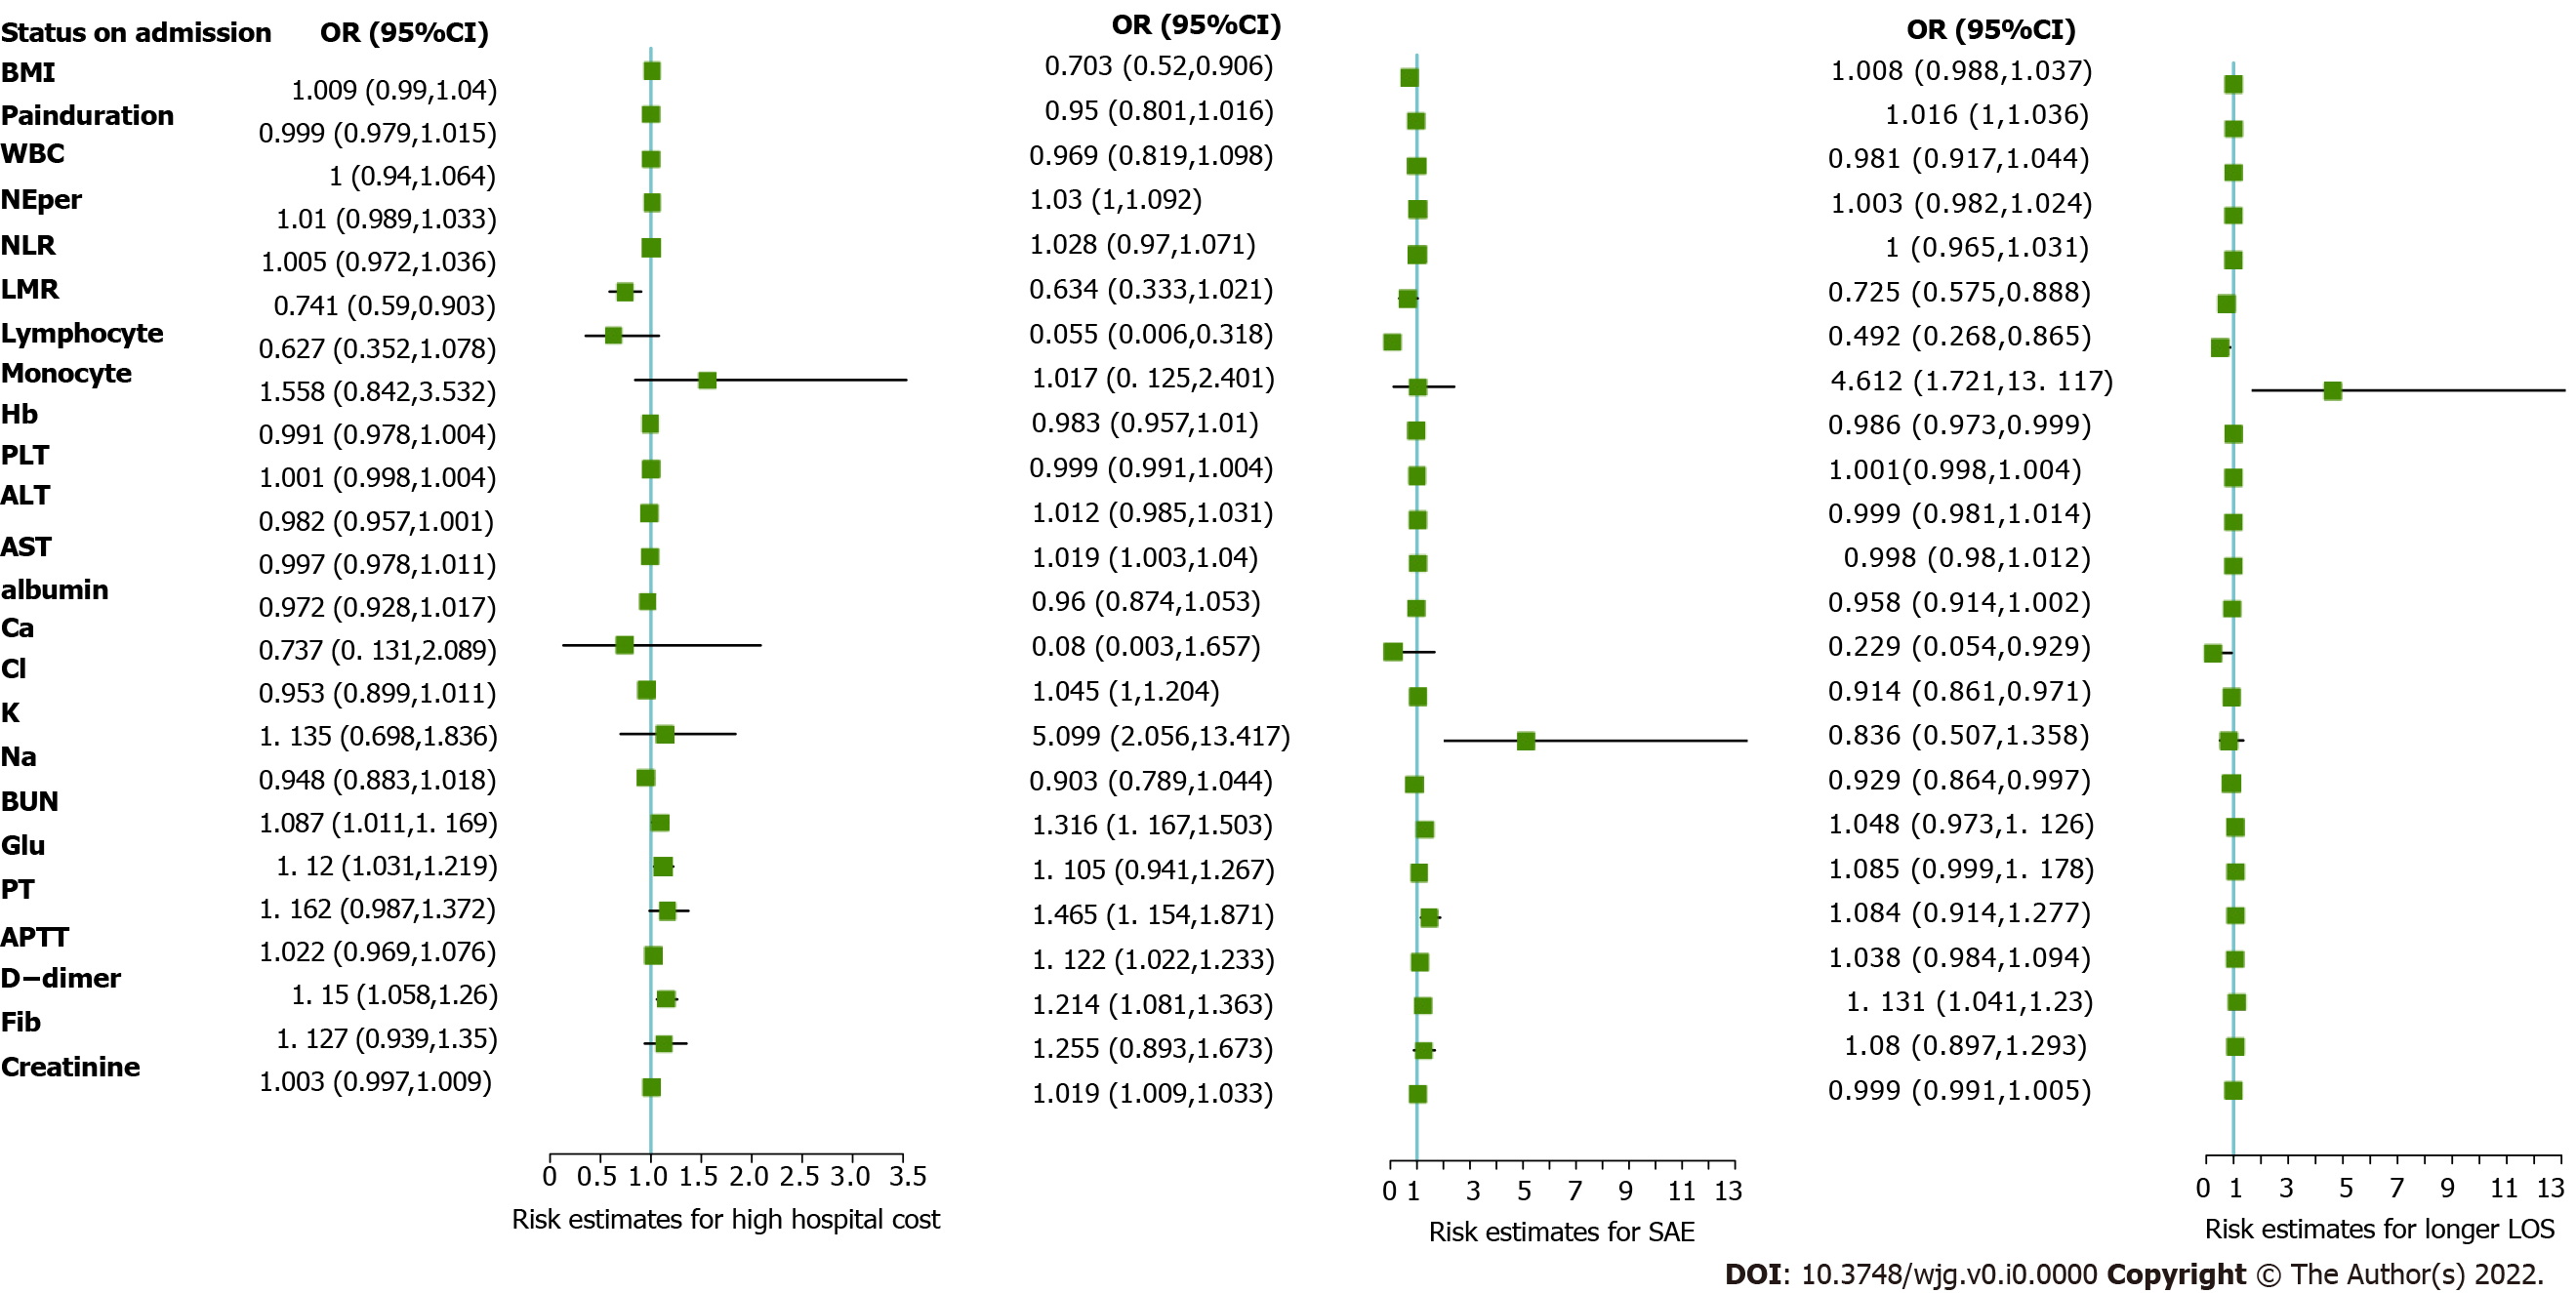 Status on admission OR (95%CI) OR (95%CI) OR (95%CI)
BMI 1.009 (0.99,1.04) 0.703 (0.52,0.906) 1.008 (0.988,1.037)
Painduration 0.999 (0.979,1.015) 0.95 (0.801,1.016) 1.016 (1,1.036)
WBC 1 (0.94,1.064) 0.969 (0.819,1.098) 0.981 (0.917,1.044)
NEper 1.01 (0.989,1.033) 1.03 (1,1.092) 1.003 (0.982,1.024)
NLR 1.005 (0.972,1.036) 1.028 (0.97,1.071) 1 (0.965,1.031)
LMR 0.741 (0.59,0.903) 0.634 (0.333,1.021) 0.725 (0.575,0.888)
Lymphocyte 0.627 (0.352,1.078) 0.055 (0.006,0.318) 0.492 (0.268,0.865)
Monocyte 1.558 (0.842,3.532) 1.017 (0. 125,2.401) 4.612 (1.721,13. 117)
Hb 0.991 (0.978,1.004) 0.983 (0.957,1.01) 0.986 (0.973,0.999)
PLT 1.001 (0.998,1.004) 0.999 (0.991,1.004) 1.001(0.998,1.004)
ALT 0.982 (0.957,1.001) 1.012 (0.985,1.031) 0.999 (0.981,1.014)
AST 0.997 (0.978,1.011) 1.019 (1.003,1.04) 0.998 (0.98,1.012)
albumin 0.972 (0.928,1.017) 0.96 (0.874,1.053) 0.958 (0.914,1.002)
Ca 0.737 (0. 131,2.089) 0.08 (0.003,1.657) 0.229 (0.054,0.929)
Cl 0.953 (0.899,1.011) 1.045 (1,1.204) 0.914 (0.861,0.971)
K 1. 135 (0.698,1.836) 5.099 (2.056,13.417) 0.836 (0.507,1.358)
Na 0.948 (0.883,1.018) 0.903 (0.789,1.044) 0.929 (0.864,0.997)
BUN 1.087 (1.011,1. 169) 1.316 (1. 167,1.503) 1.048 (0.973,1. 126)
Glu 1. 12 (1.031,1.219) 1. 105 (0.941,1.267) 1.085 (0.999,1. 178)
PT 1. 162 (0.987,1.372) 1.465 (1. 154,1.871) 1.084 (0.914,1.277)
APTT 1.022 (0.969,1.076) 1. 122 (1.022,1.233) 1.038 (0.984,1.094)
D−dimer 1. 15 (1.058,1.26) 1.214 (1.081,1.363) 1. 131 (1.041,1.23)
Fib 1. 127 (0.939,1.35) 1.255 (0.893,1.673) 1.08 (0.897,1.293)
Creatinine 1.003 (0.997,1.009) 1.019 (1.009,1.033) 0.999 (0.991,1.005)
0 0.5 1.0 1.5 2.0 2.5 3.0 3.5 0 1 3 5 7 9 11 13 0 1 3 5 7 9 11 13
Risk estimates for high hospital cost Risk estimates for SAE Risk estimates for longer LOS
DOI: 10.3748/wjg.v0.i0.0000 Copyright © The Author(s) 2022.